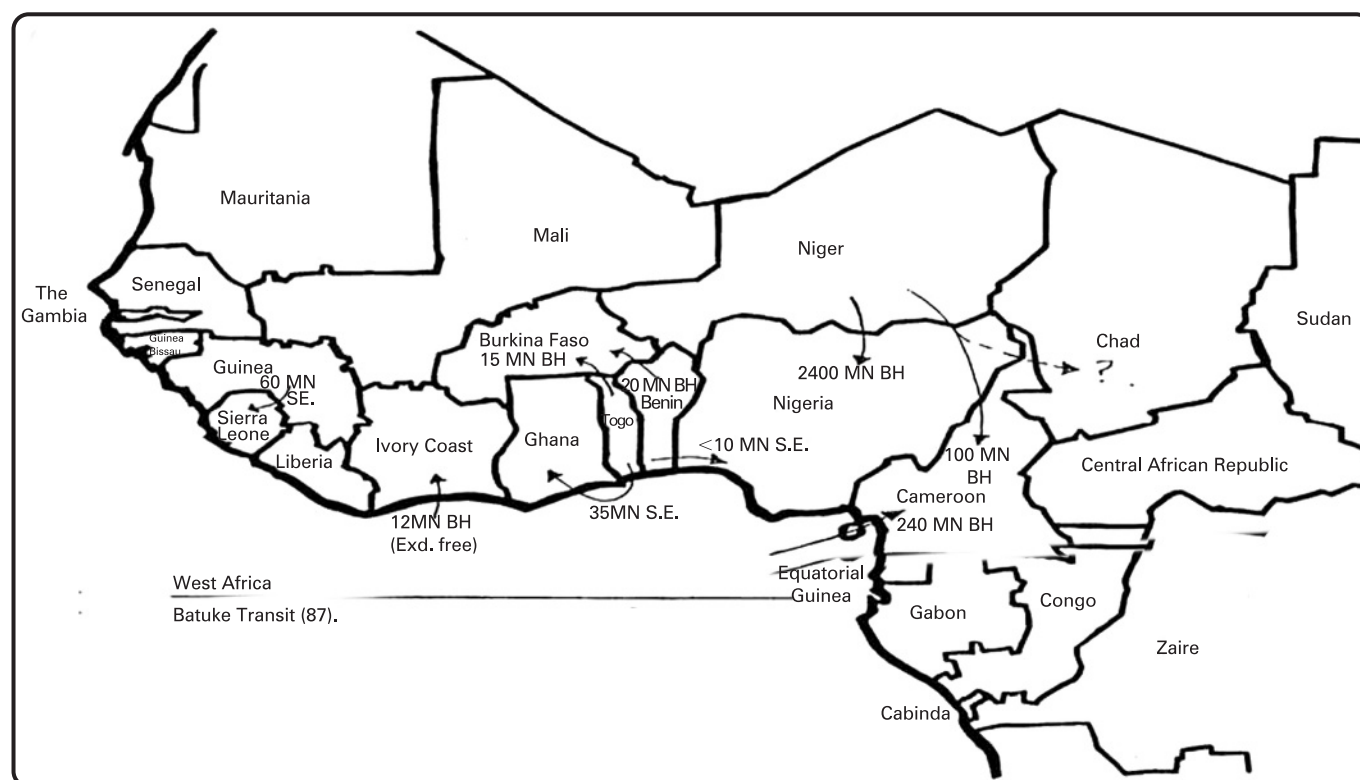 Mauritania
Mali
Niger
Chad
Sudan
The
Gambia
Senegal
Guinea
Bissau
Guinea
60 MN
SE.
Sierra
Leone
Liberia
Ivory Coast
12MN BH
(Exd. free)
Burkina Faso
15 MN BH
20 MN BH
Benin
Togo
Ghana
35MN S.E.
<10 MN S.E.
2400 MN BH
Nigeria
?
100 MN
BH
Cameroon
240 MN BH
Central African Republic
Equatorial
Guinea
Gabon
Congo
Zaire
Cabinda
West Africa
Batuke Transit (87).